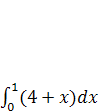 ∫₀¹(4 + x)dx